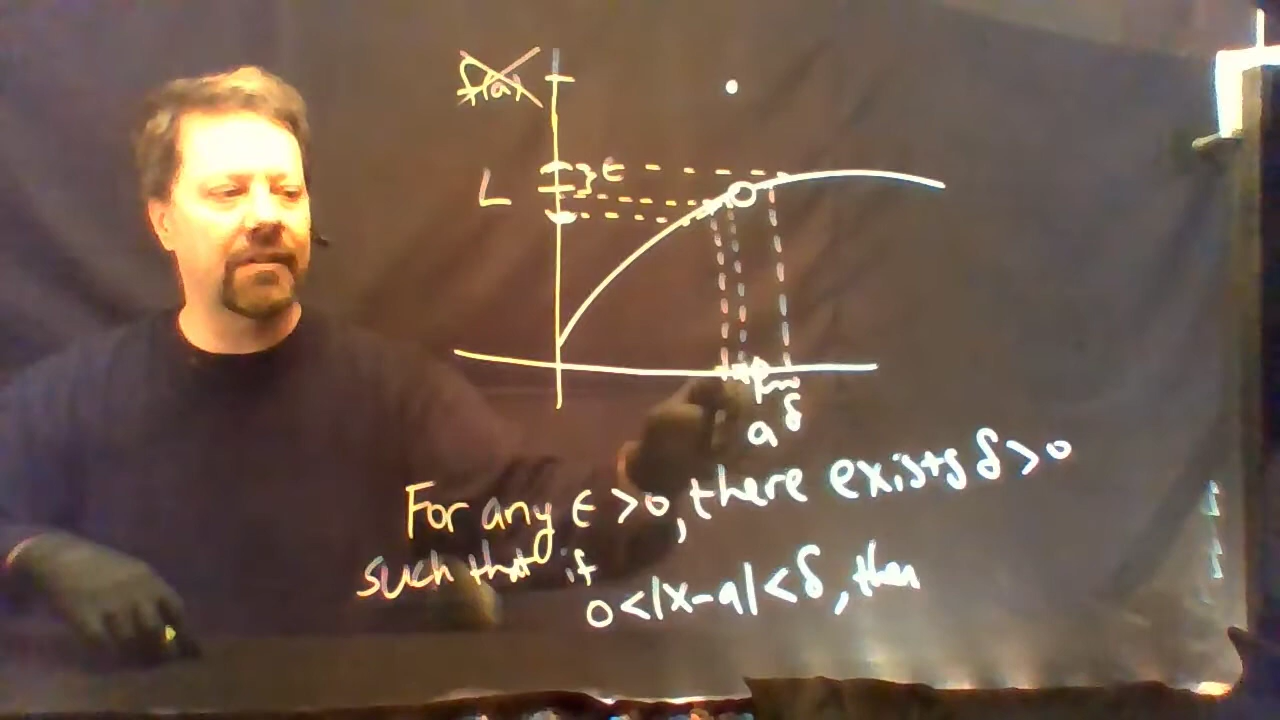 f(a)
} ε
L
δ
a
For any ε > 0, there exists δ > 0
such that if
0 < |x - a| < δ, then